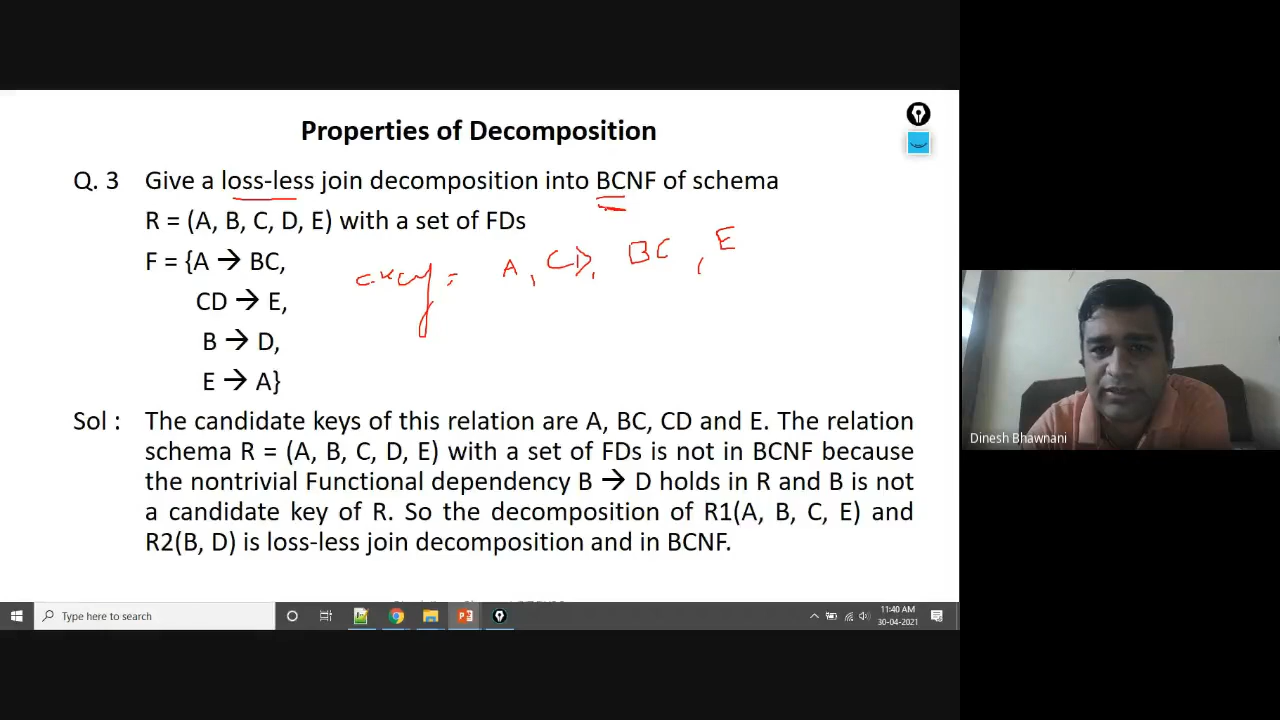 Properties of Decomposition
Q. 3 Give a loss-less join decomposition into BCNF of schema
R = (A, B, C, D, E) with a set of FDs
F = {A → BC,
CD → E,
B → D,
E → A}
A, CD, BC, E
Sol : The candidate keys of this relation are A, BC, CD and E. The relation
schema R = (A, B, C, D, E) with a set of FDs is not in BCNF because
the nontrivial Functional dependency B → D holds in R and B is not
a candidate key of R. So the decomposition of R1(A, B, C, E) and
R2(B, D) is loss-less join decomposition and in BCNF.
Dinesh Bhawnani
Type here to search
11:40 AM
30-04-2021